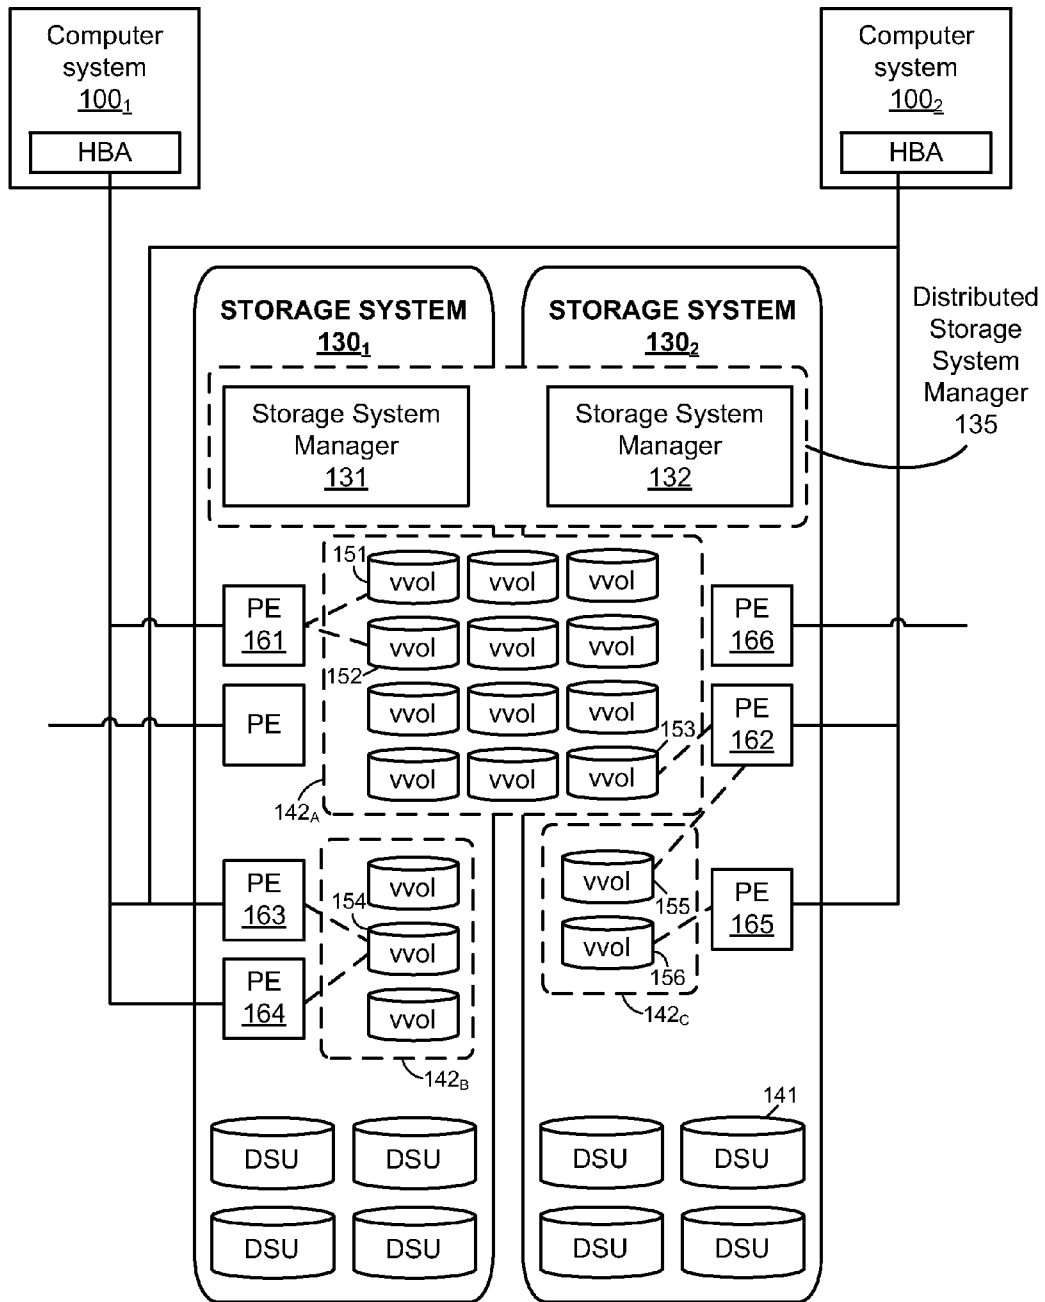 Computer
system
100₁
HBA
Computer
system
100₂
HBA
STORAGE SYSTEM
130₁
STORAGE SYSTEM
130₂
Distributed
Storage
System
Manager
135
Storage System
Manager
131
Storage System
Manager
132
151
vvol
vvol
vvol
PE
161
PE
166
152
vvol
vvol
vvol
PE
vvol
vvol
vvol
153
PE
162
vvol
vvol
vvol
142A
PE
163
vvol
154
vvol
vvol
PE
164
142B
vvol
155
vvol
156
PE
165
142C
141
DSU
DSU
DSU
DSU
DSU
DSU
DSU
DSU